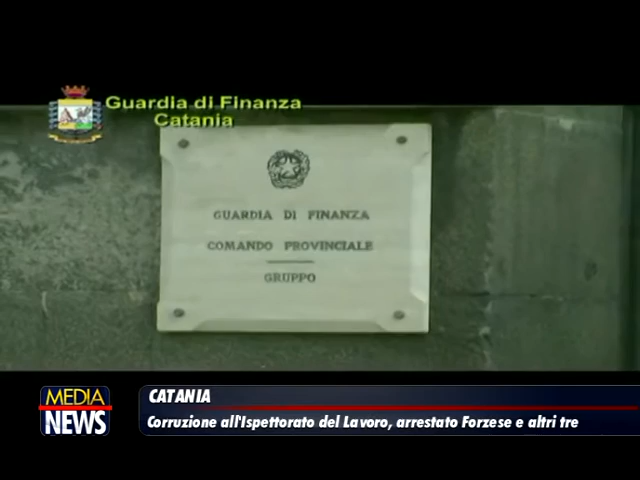 Guardia di Finanza
Catania
GUARDIA DI FINANZA
COMANDO PROVINCIALE
GRUPPO
MEDIA
NEWS
CATANIA
Corruzione all'Ispettorato del Lavoro, arrestato Forzese e altri tre